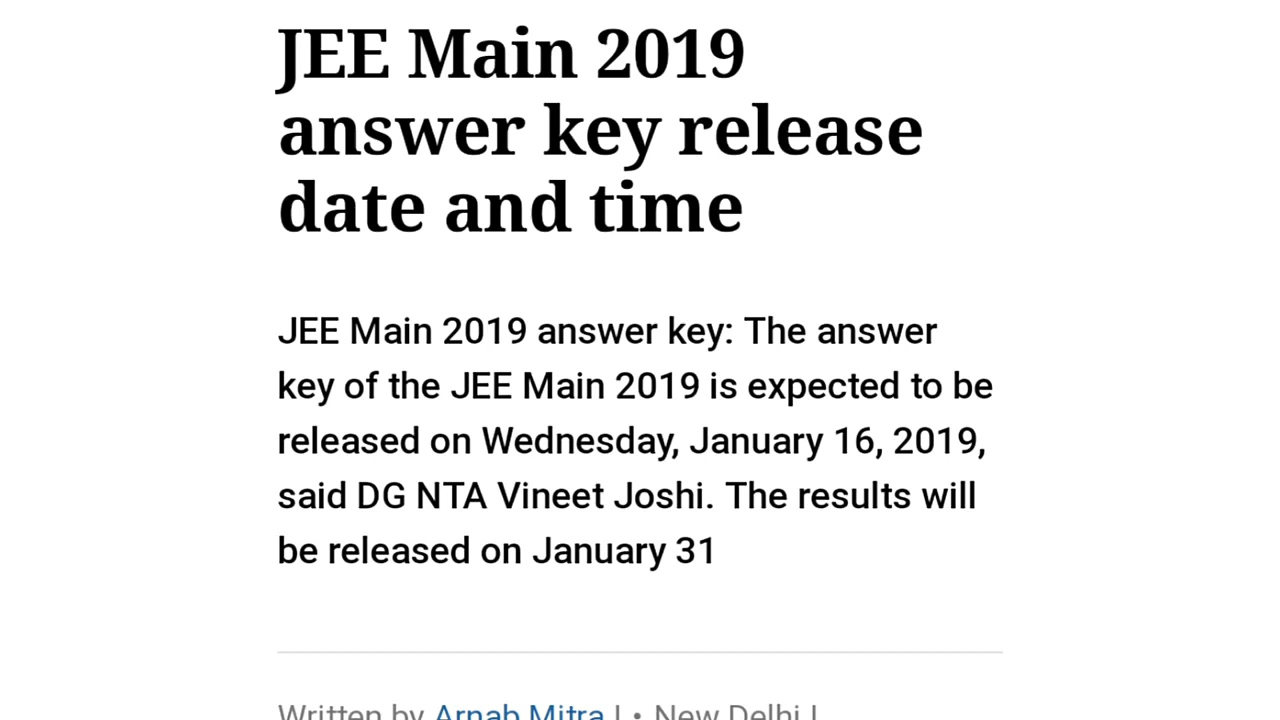 JEE Main 2019
answer key release
date and time
JEE Main 2019 answer key: The answer
key of the JEE Main 2019 is expected to be
released on Wednesday, January 16, 2019,
said DG NTA Vineet Joshi. The results will
be released on January 31
Written by Arnab Mitra | • New Delhi |